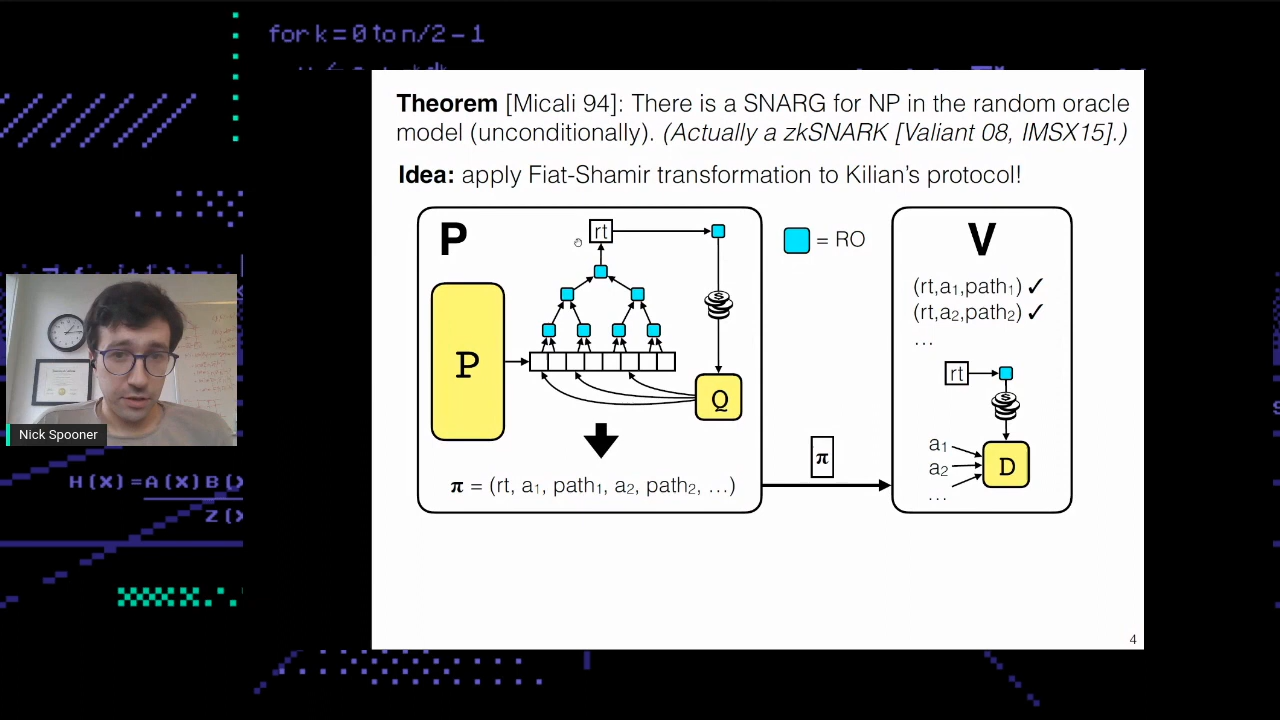 for k = 0 to n/2 - 1
Theorem [Micali 94]: There is a SNARG for NP in the random oracle
model (unconditionally). (Actually a zkSNARK [Valiant 08, IMSX15].)
Idea: apply Fiat-Shamir transformation to Kilian's protocol!
P
rt
= RO
V
(rt,a₁,path₁) ✓
(rt,a₂,path₂) ✓
...
P
Q
rt
$
$
a₁
a₂
...
D
π
π = (rt, a₁, path₁, a₂, path₂, …)
Nick Spooner
H(X) = A(X) B(X
Z(X
4